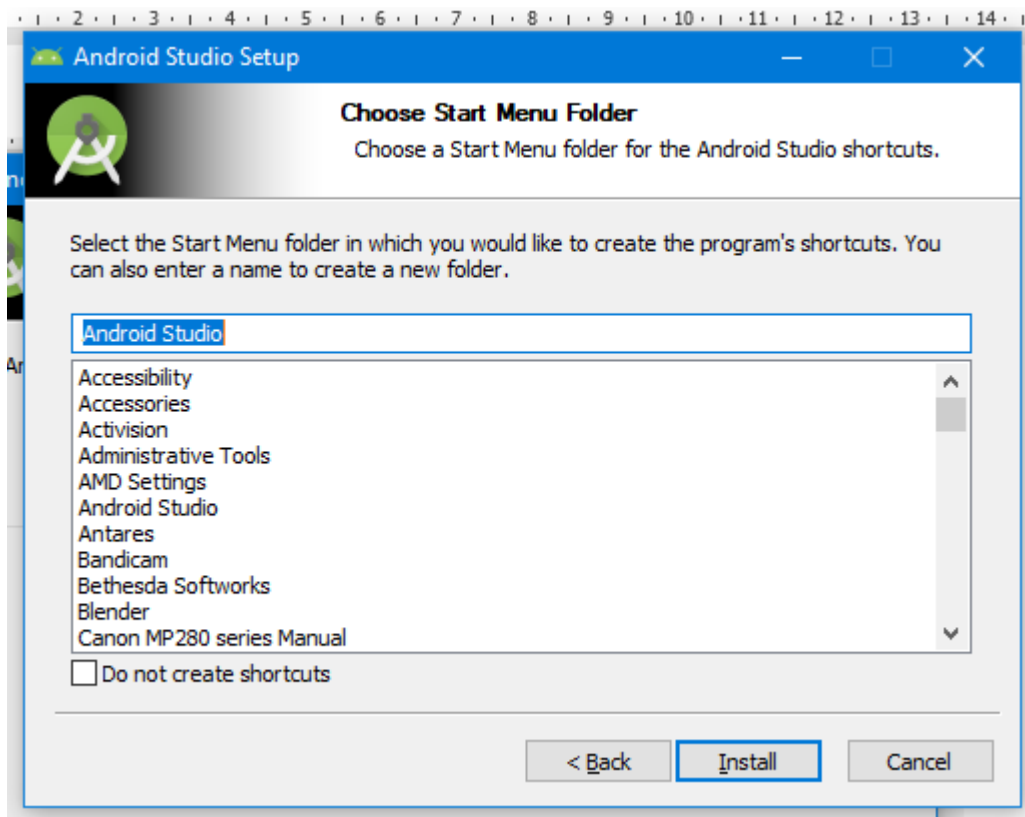 · ı · 2 · ı · 3 · ı · 4 · ı · 5 · ı · 6 · ı · 7 · ı · 8 · ı · 9 · ı · 10 · ı · 11 · ı · 12 · ı · 13 · ı · 14 ·
Android Studio Setup
Choose Start Menu Folder
Choose a Start Menu folder for the Android Studio shortcuts.
Select the Start Menu folder in which you would like to create the program's shortcuts. You
can also enter a name to create a new folder.
Android Studio
Accessibility
Accessories
Activision
Administrative Tools
AMD Settings
Android Studio
Antares
Bandicam
Bethesda Softworks
Blender
Canon MP280 series Manual
Do not create shortcuts
< Back
Install
Cancel